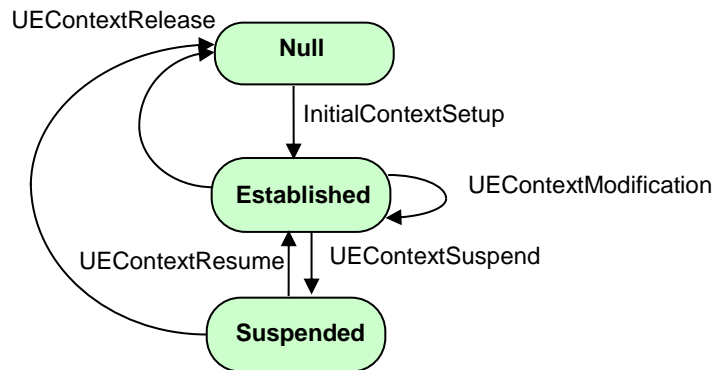 UEContextRelease
Null
InitialContextSetup
Established
UEContextModification
UEContextResume
UEContextSuspend
Suspended